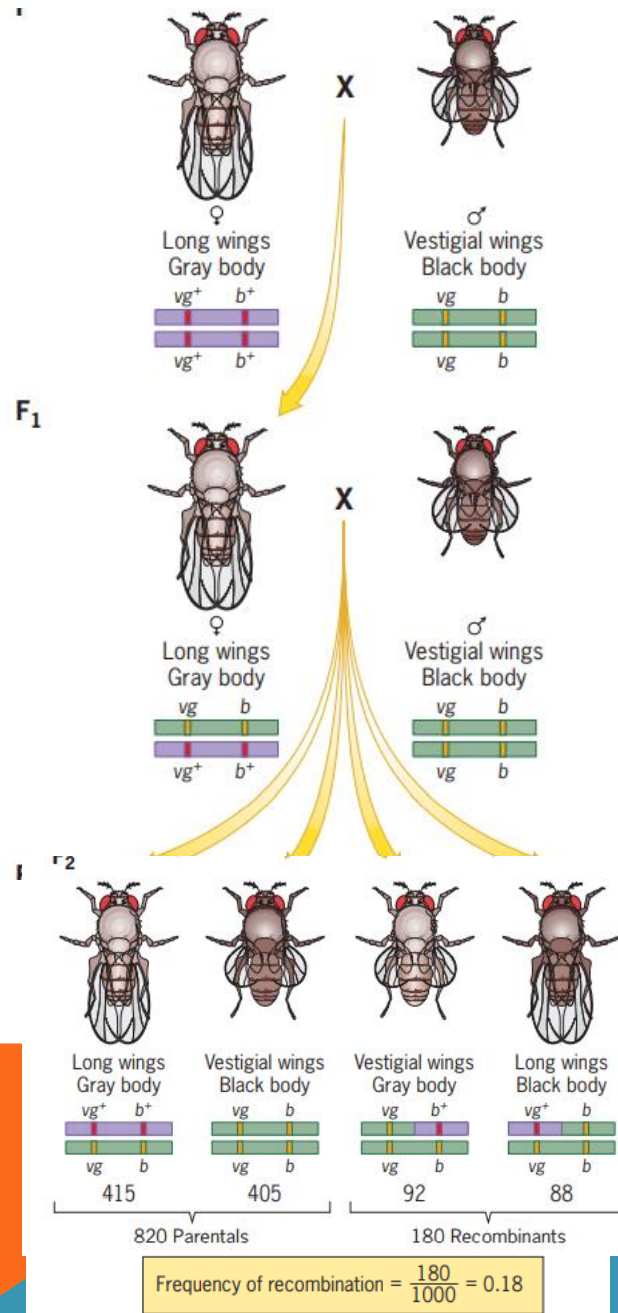 X
♀
Long wings
Gray body
vg⁺ b⁺
vg⁺ b⁺
♂
Vestigial wings
Black body
vg b
vg b
F₁
X
♀
Long wings
Gray body
vg b
vg⁺ b⁺
♂
Vestigial wings
Black body
vg b
vg b
F₂
Long wings
Gray body
vg⁺ b⁺
vg b
415
Vestigial wings
Black body
vg b
vg b
405
Vestigial wings
Gray body
vg b⁺
vg b
92
Long wings
Black body
vg⁺ b
vg b
88
820 Parentals
180 Recombinants
Frequency of recombination = 180/1000 = 0.18